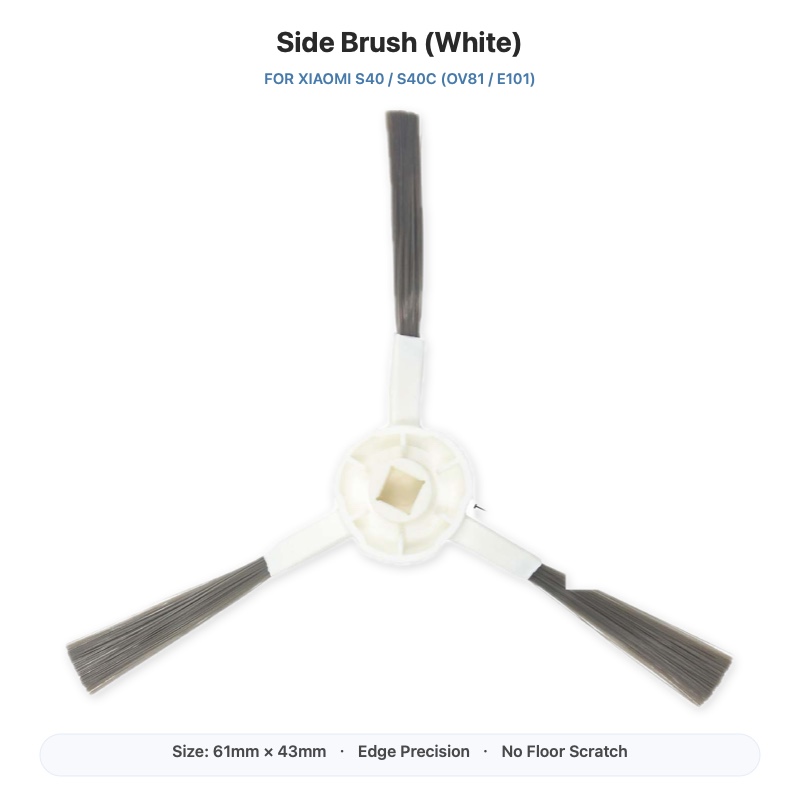 Side Brush (White)
FOR XIAOMI S40 / S40C (OV81 / E101)
Size: 61mm × 43mm · Edge Precision · No Floor Scratch